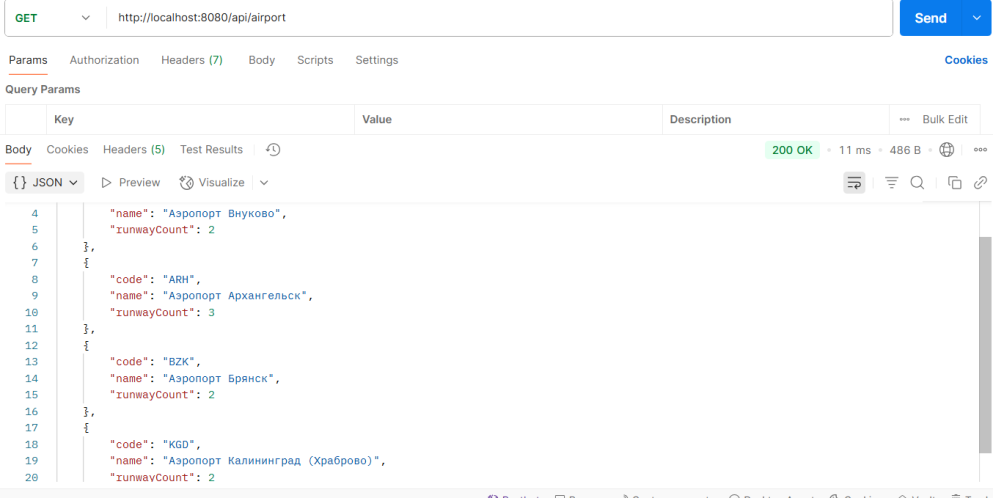 GET http://localhost:8080/api/airport Send
Params Authorization Headers (7) Body Scripts Settings Cookies
Query Params
Key Value Description Bulk Edit
Body Cookies Headers (5) Test Results 200 OK 11 ms 486 B
{} JSON Preview Visualize
4 "name": "Аэропорт Внуково",
5 "runwayCount": 2
6 },
7 {
8 "code": "ARH",
9 "name": "Аэропорт Архангельск",
10 "runwayCount": 3
11 },
12 {
13 "code": "BZK",
14 "name": "Аэропорт Брянск",
15 "runwayCount": 2
16 },
17 {
18 "code": "KGD",
19 "name": "Аэропорт Калининград (Храброво)",
20 "runwayCount": 2